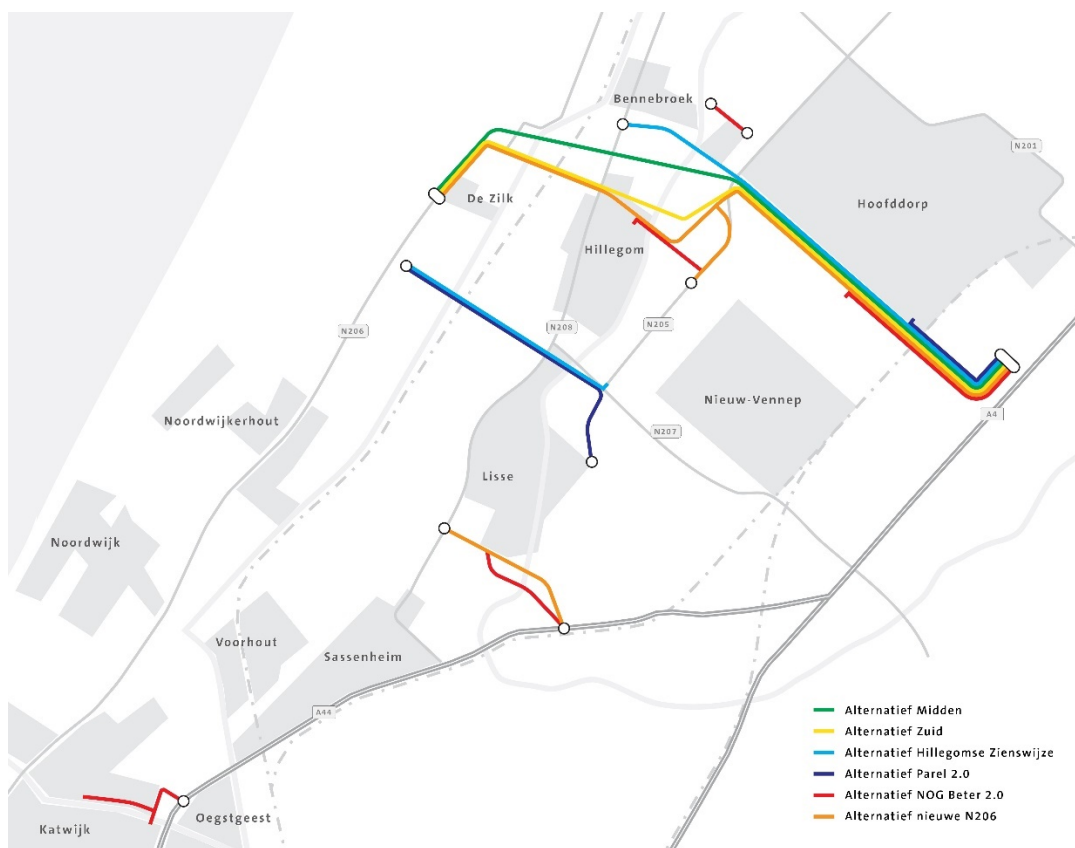 Bennebroek
N201
De Zilk
Hoofddorp
Hillegom
N206
N208
N205
Nieuw-Vennep
A4
Noordwijkerhout
N207
Lisse
Noordwijk
Voorhout
Sassenheim
A44
Katwijk
Oegstgeest
Alternatief Midden
Alternatief Zuid
Alternatief Hillegomse Zienswijze
Alternatief Parel 2.0
Alternatief NOG Beter 2.0
Alternatief nieuwe N206